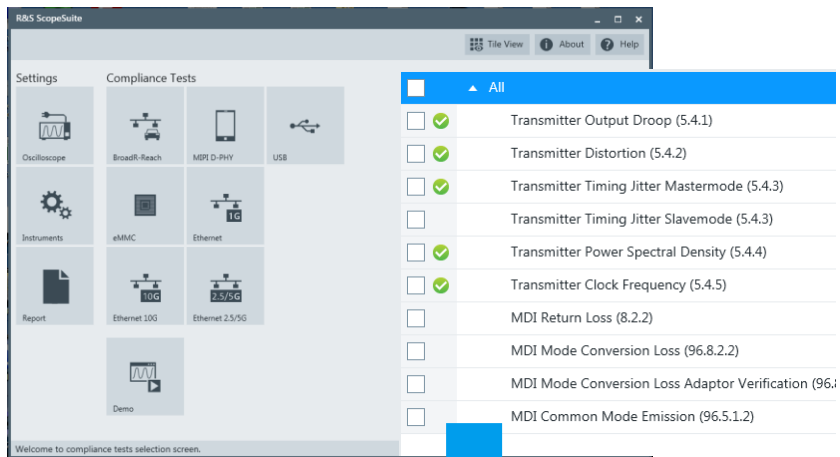 R&S ScopeSuite
Tile View
About
Help
Settings
Compliance Tests
Oscilloscope
BroadR-Reach
MIPI D-PHY
USB
Instruments
eMMC
1G
Ethernet
Report
10G
Ethernet 10G
2.5/5G
Ethernet 2.5/5G
Demo
Welcome to compliance tests selection screen.
All
Transmitter Output Droop (5.4.1)
Transmitter Distortion (5.4.2)
Transmitter Timing Jitter Mastermode (5.4.3)
Transmitter Timing Jitter Slavemode (5.4.3)
Transmitter Power Spectral Density (5.4.4)
Transmitter Clock Frequency (5.4.5)
MDI Return Loss (8.2.2)
MDI Mode Conversion Loss (96.8.2.2)
MDI Mode Conversion Loss Adaptor Verification (96.8
MDI Common Mode Emission (96.5.1.2)